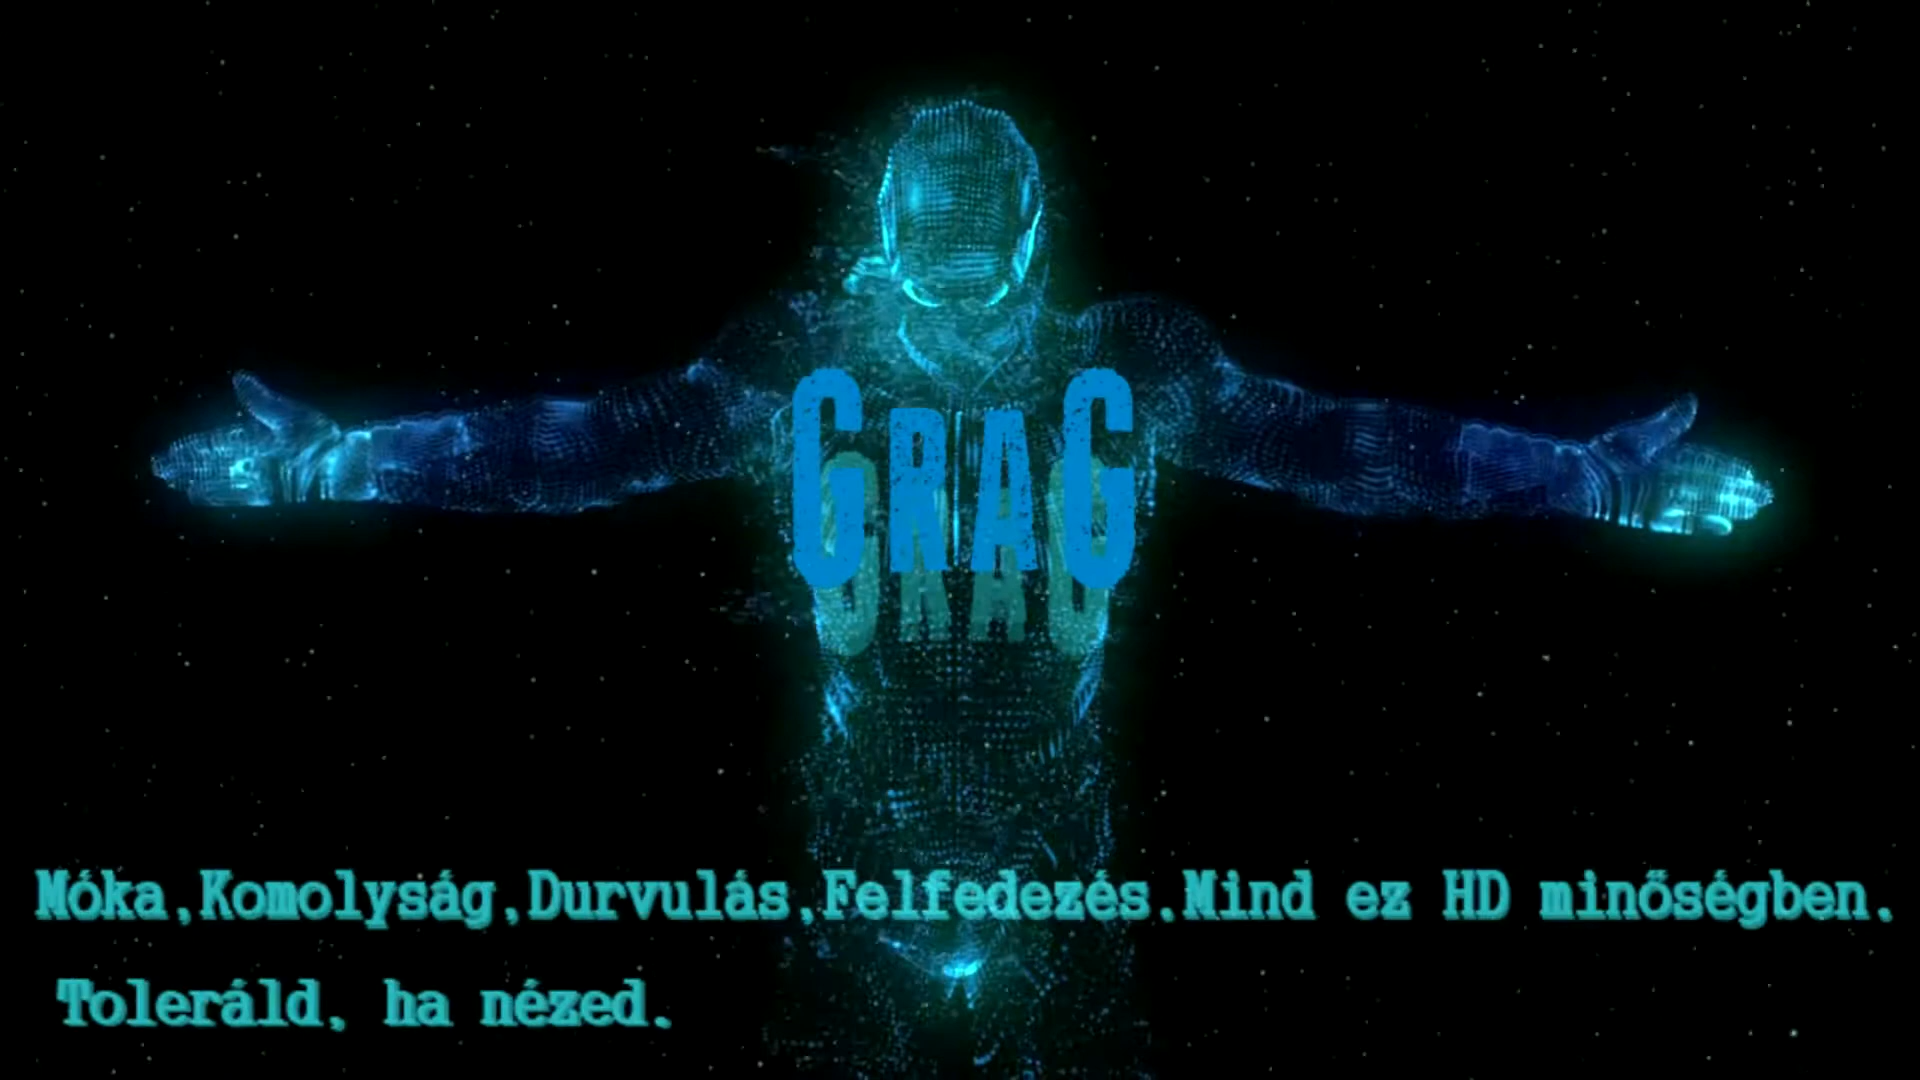 GRAG
Móka,Komolyság,Durvulás,Felfedezés.Mind ez HD minőségben.
Toleráld, ha nézed.